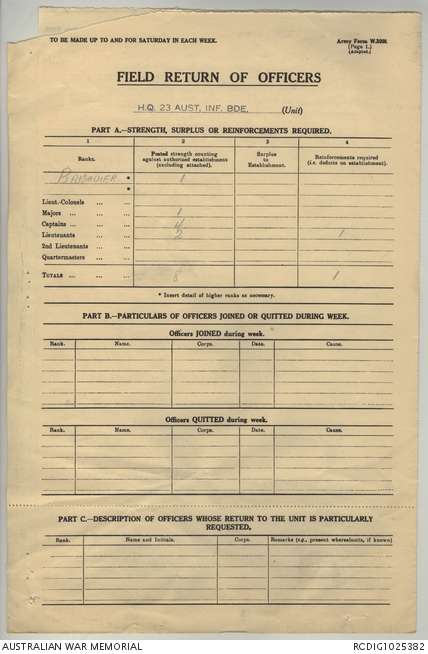 TO BE MADE UP TO AND FOR SATURDAY IN EACH WEEK.
Army Form W.3008.
(Page 1.)
(Adapted.)
FIELD RETURN OF OFFICERS
H.Q. 23 AUST. INF. BDE. (Unit)
PART A.—STRENGTH, SURPLUS OR REINFORCEMENTS REQUIRED.
1 2 3 4
Ranks. Posted strength counting against authorized establishments (excluding attached). Surplus to Establishment. Reinforcements required (i.e. deficits on establishment).
BRIGADIER * 1
*
Lieut.-Colonels ... ...
Majors ... ... ... 1
Captains ... ... ... 4
Lieutenants ... ... 2 1
2nd Lieutenants ... ...
Quartermasters ... ...
TOTALS ... ... ... 8 1
* Insert detail of higher ranks as necessary.
PART B.—PARTICULARS OF OFFICERS JOINED OR QUITTED DURING WEEK.
Officers JOINED during week.
Rank. Name. Corps. Date. Cause.
Officers QUITTED during week.
Rank. Name. Corps. Date. Cause.
PART C.—DESCRIPTION OF OFFICERS WHOSE RETURN TO THE UNIT IS PARTICULARLY
REQUESTED.
Rank. Name and Initials. Corps. Remarks (e.g., present whereabouts, if known)
AUSTRALIAN WAR MEMORIAL
RCDIG1025382